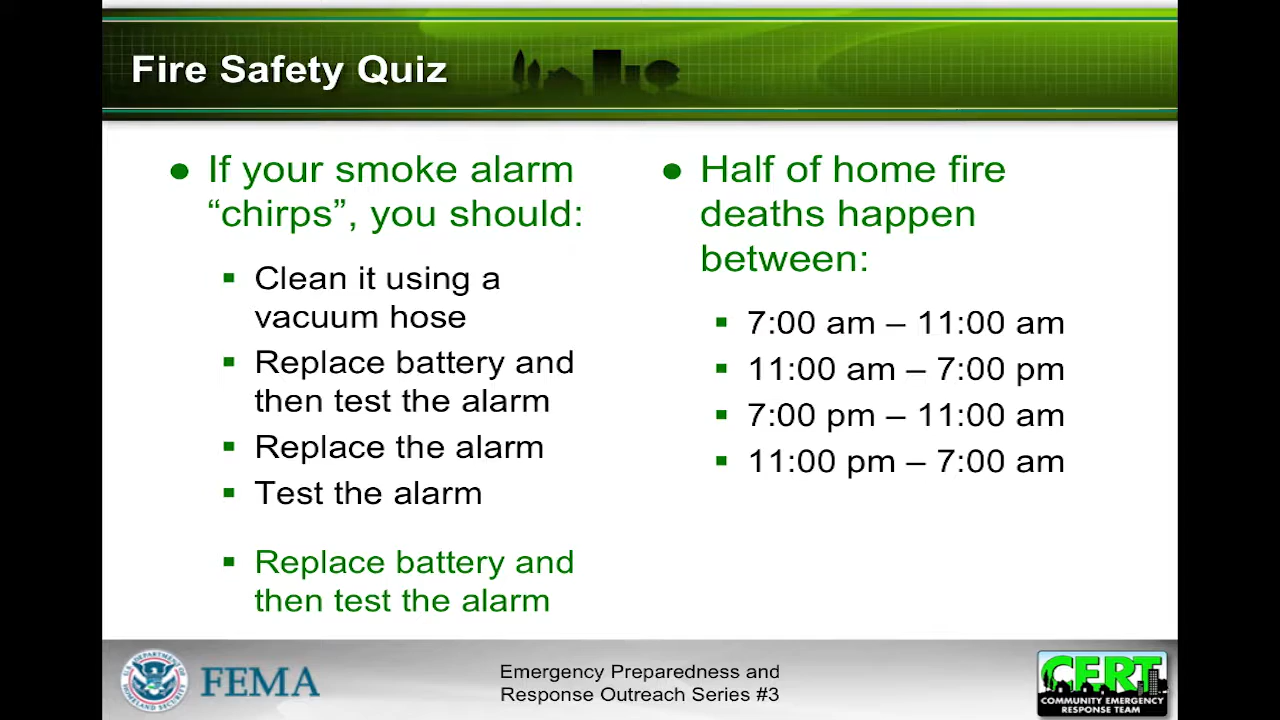 Fire Safety Quiz
If your smoke alarm
“chirps”, you should:
Clean it using a
vacuum hose
Replace battery and
then test the alarm
Replace the alarm
Test the alarm
Replace battery and
then test the alarm
Half of home fire
deaths happen
between:
7:00 am – 11:00 am
11:00 am – 7:00 pm
7:00 pm – 11:00 am
11:00 pm – 7:00 am
U.S. DEPARTMENT OF
HOMELAND SECURITY
FEMA
Emergency Preparedness and
Response Outreach Series #3
CERT
COMMUNITY EMERGENCY
RESPONSE TEAM